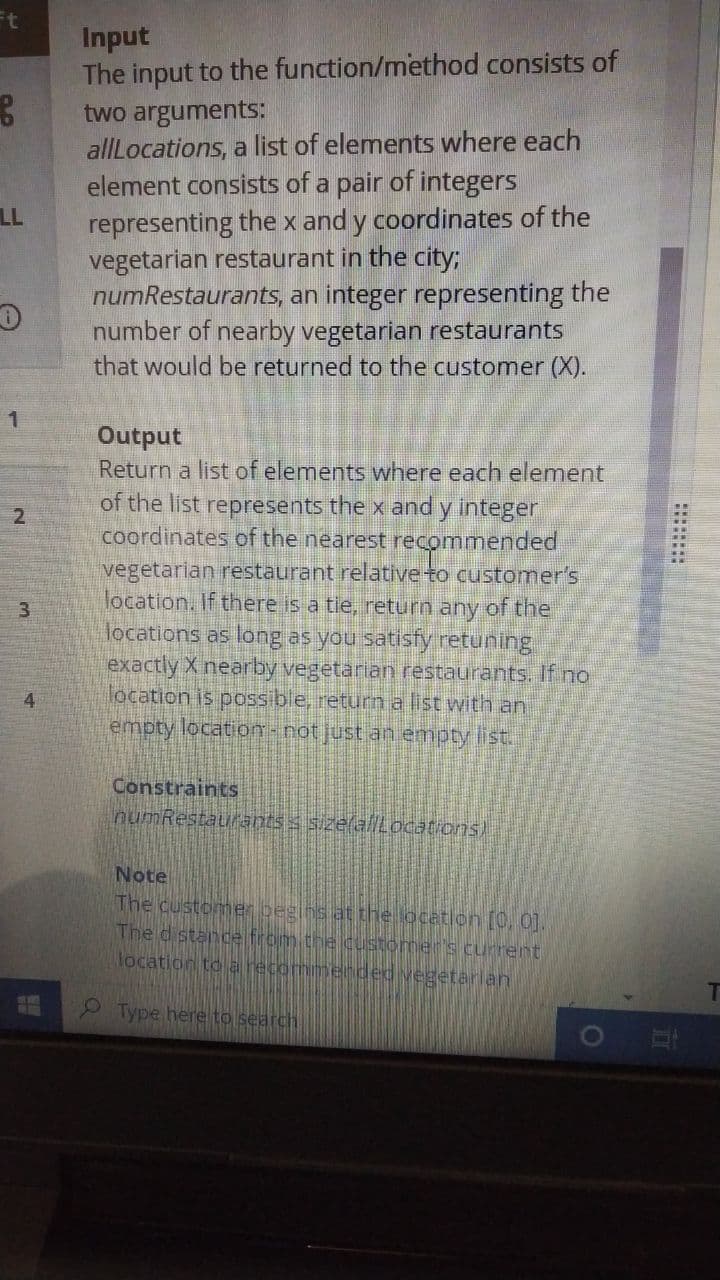 Input
The input to the function/method consists of
two arguments:
allLocations, a list of elements where each
element consists of a pair of integers
LL
representing the x and y coordinates of the
vegetarian restaurant in the city;
numRestaurants, an integer representing the
number of nearby vegetarian restaurants
that would be returned to the customer (X).
1
Output
Return a list of elements where each element
of the list represents the x and y integer
2
coordinates of the nearest recommended
vegetarian restaurant relative to customer's
3
location. If there is a tie, return any of the
locations as long as you satisfy retuning
exactly X nearby vegetarian restaurants. If no
4
location is possible, return a list with an
empty location - not just an empty list.
Constraints
numRestaurants ≤ size(allLocations)
Note
The customer begins at the location [0, 0].
The distance from the customer's current
location to a recommended vegetarian
Type here to search